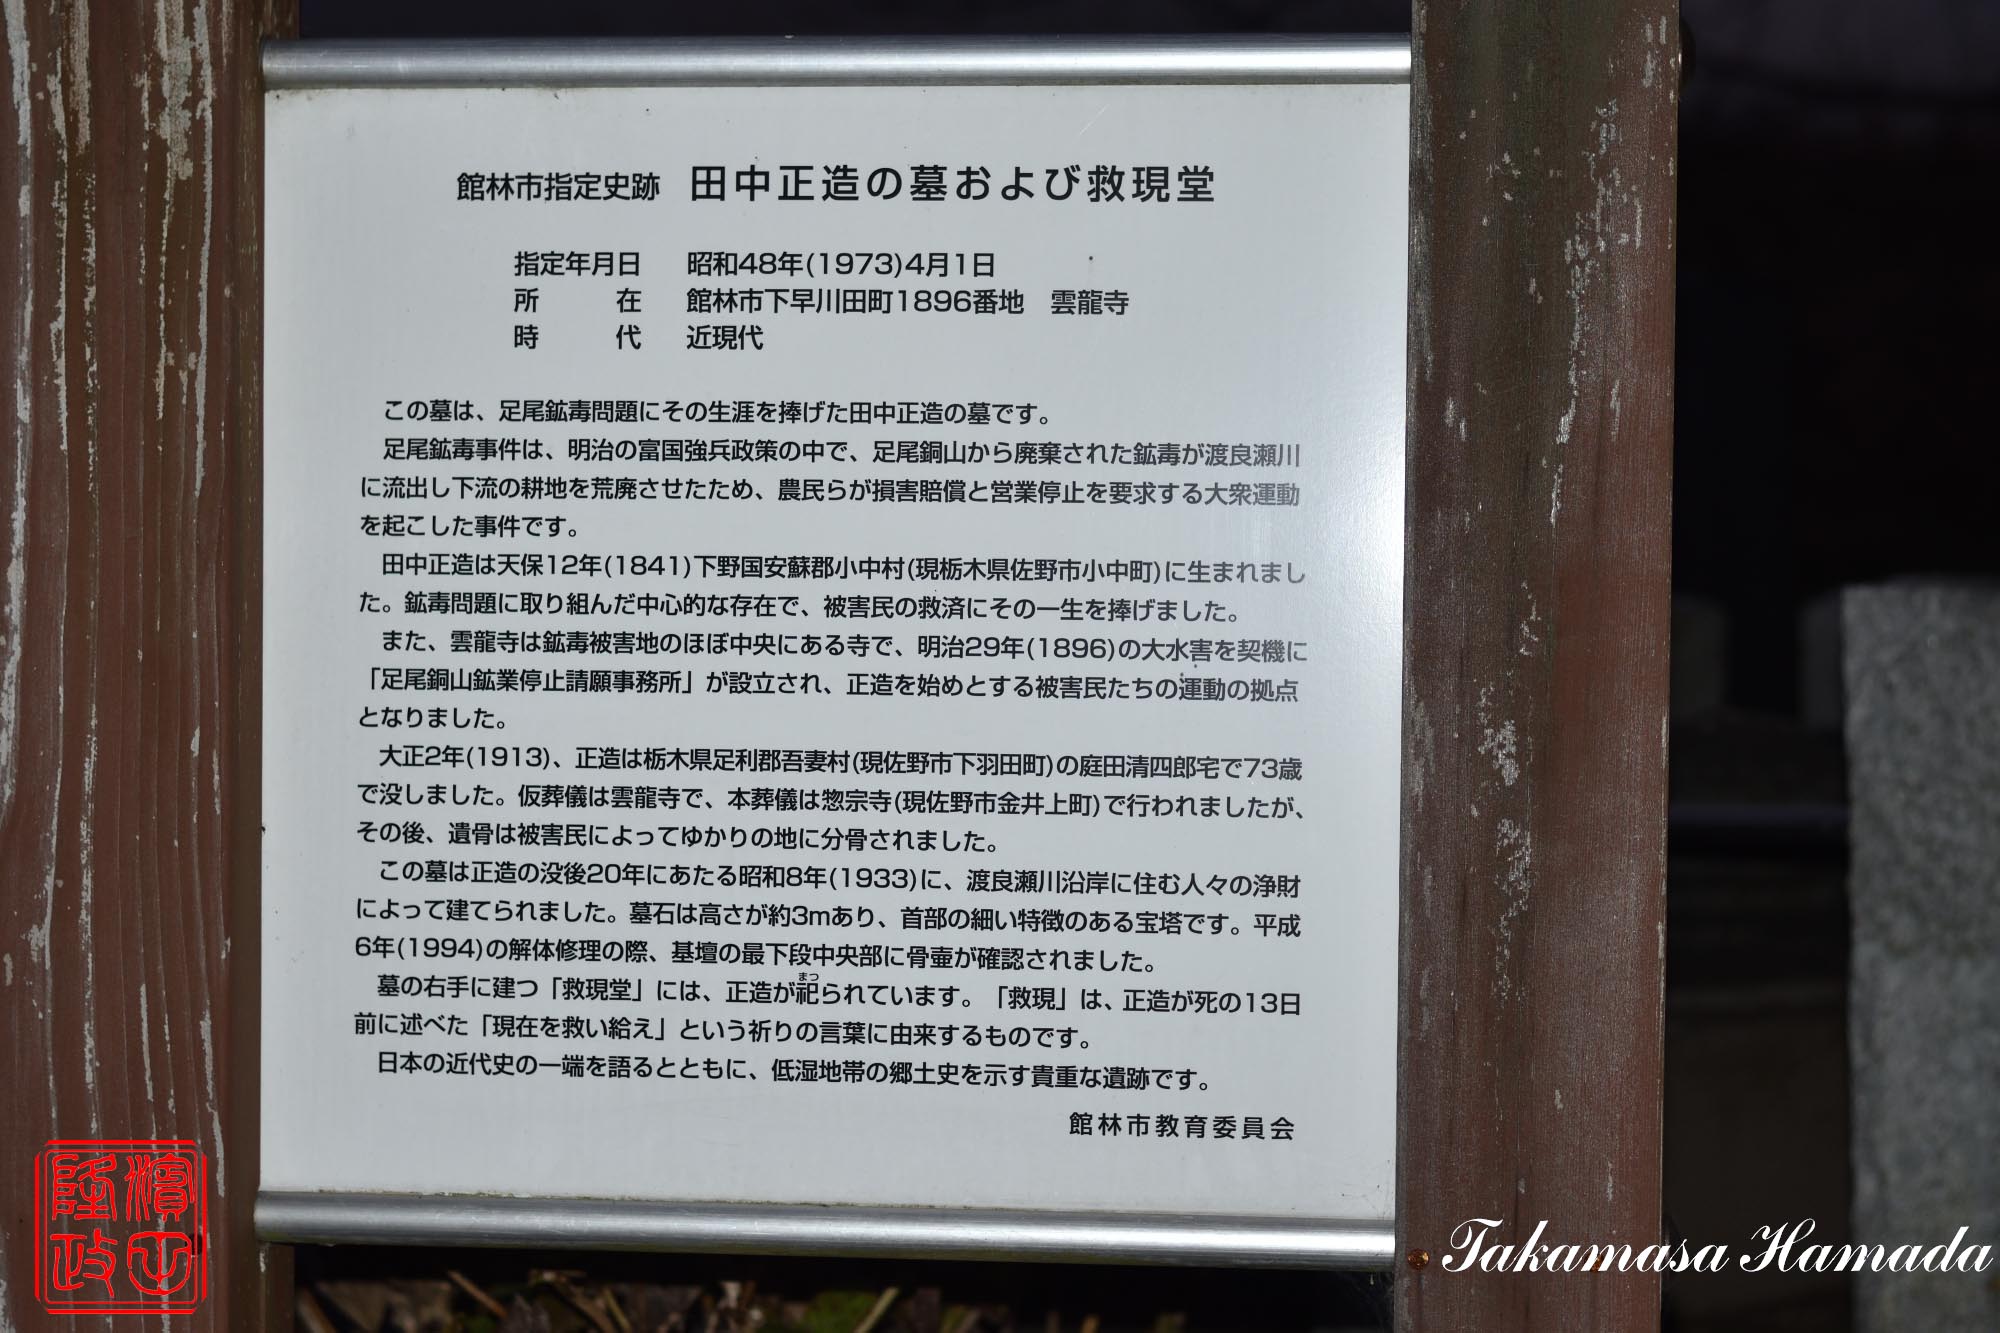 館林市指定史跡 田中正造の墓および救現堂
指定年月日 昭和48年(1973)4月1日
所在 館林市下早川田町1896番地 雲龍寺
時代 近現代
この墓は、足尾鉱毒問題にその生涯を捧げた田中正造の墓です。
足尾鉱毒事件は、明治の富国強兵政策の中で、足尾銅山から廃棄された鉱毒が渡良瀬川
に流出し下流の耕地を荒廃させたため、農民らが損害賠償と営業停止を要求する大衆運動
を起こした事件です。
田中正造は天保12年(1841)下野国安蘇郡小中村(現栃木県佐野市小中町)に生まれまし
た。鉱毒問題に取り組んだ中心的な存在で、被害民の救済にその一生を捧げました。
また、雲龍寺は鉱毒被害地のほぼ中央にある寺で、明治29年(1896)の大水害を契機に
「足尾銅山鉱業停止請願事務所」が設立され、正造を始めとする被害民たちの運動の拠点
となりました。
大正2年(1913)、正造は栃木県足利郡吾妻村(現佐野市下羽田町)の庭田清四郎宅で73歳
で没しました。仮葬儀は雲龍寺で、本葬儀は惣宗寺(現佐野市金井上町)で行われましたが、
その後、遺骨は被害民によってゆかりの地に分骨されました。
この墓は正造の没後20年にあたる昭和8年(1933)に、渡良瀬川沿岸に住む人々の浄財
によって建てられました。墓石は高さが約3mあり、首部の細い特徴のある宝塔です。平成
6年(1994)の解体修理の際、基壇の最下段中央部に骨壷が確認されました。
まつ
墓の右手に建つ「救現堂」には、正造が祀られています。「救現」は、正造が死の13日
前に述べた「現在を救い給え」という祈りの言葉に由来するものです。
日本の近代史の一端を語るとともに、低湿地帯の郷土史を示す貴重な遺跡です。
館林市教育委員会
Takamasa Hamada